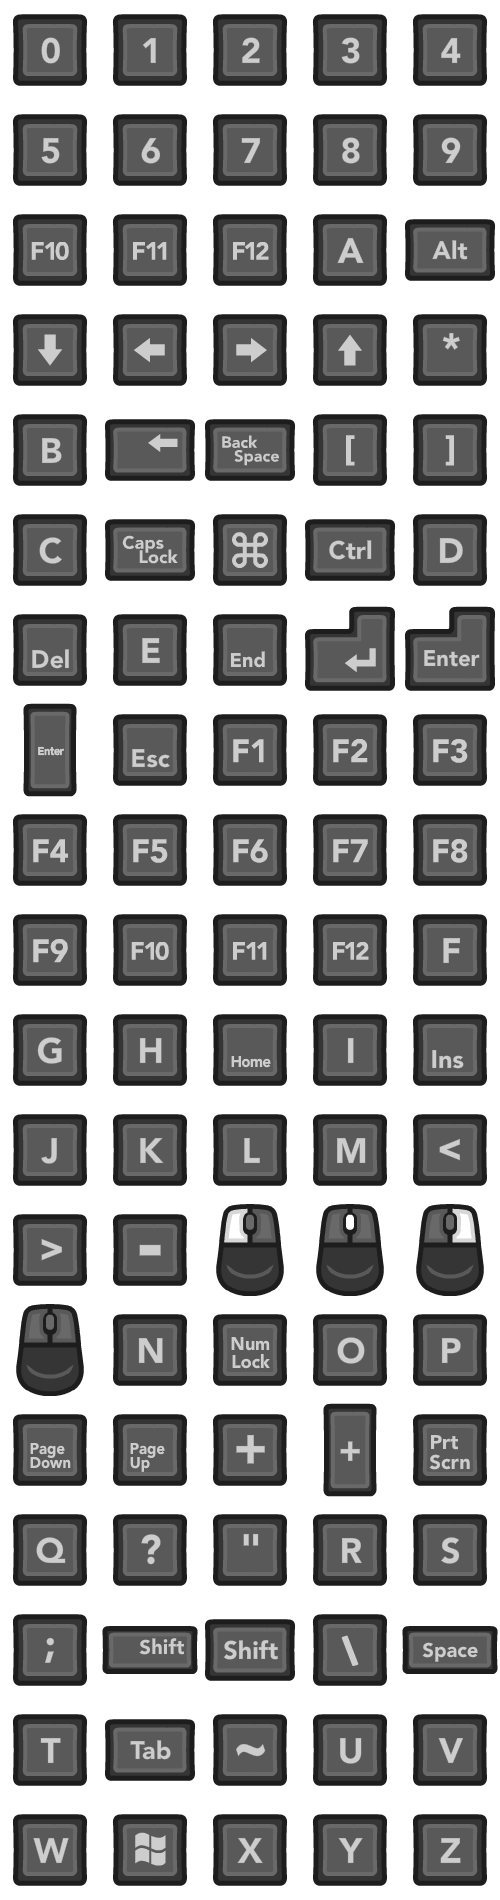 0 1 2 3 4
5 6 7 8 9
F10 F11 F12 A Alt
*
B Back Space [ ]
C Caps Lock ⌘ Ctrl D
Del E End Enter
Enter Esc F1 F2 F3
F4 F5 F6 F7 F8
F9 F10 F11 F12 F
G H Home I Ins
J K L M <
> -
N Num Lock O P
Page Down Page Up + + Prt Scrn
Q ? " R S
; Shift Shift \ Space
T Tab ~ U V
W X Y Z